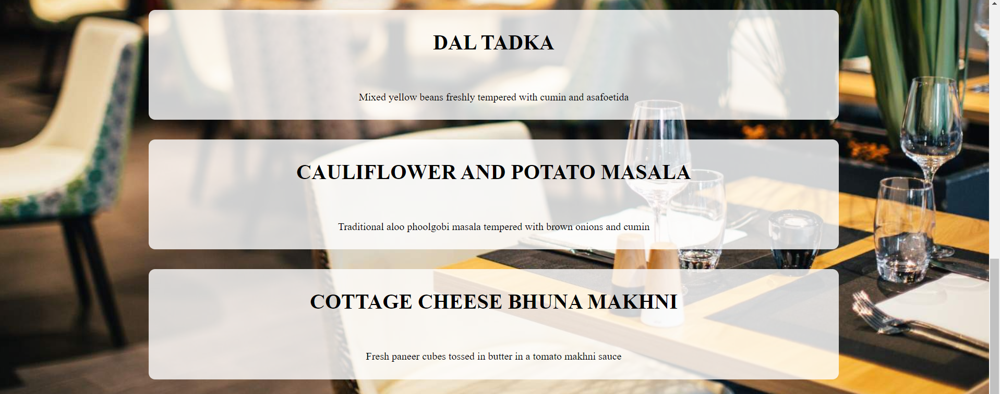 DAL TADKA
Mixed yellow beans freshly tempered with cumin and asafoetida
CAULIFLOWER AND POTATO MASALA
Traditional aloo phoolgobi masala tempered with brown onions and cumin
COTTAGE CHEESE BHUNA MAKHNI
Fresh paneer cubes tossed in butter in a tomato makhni sauce